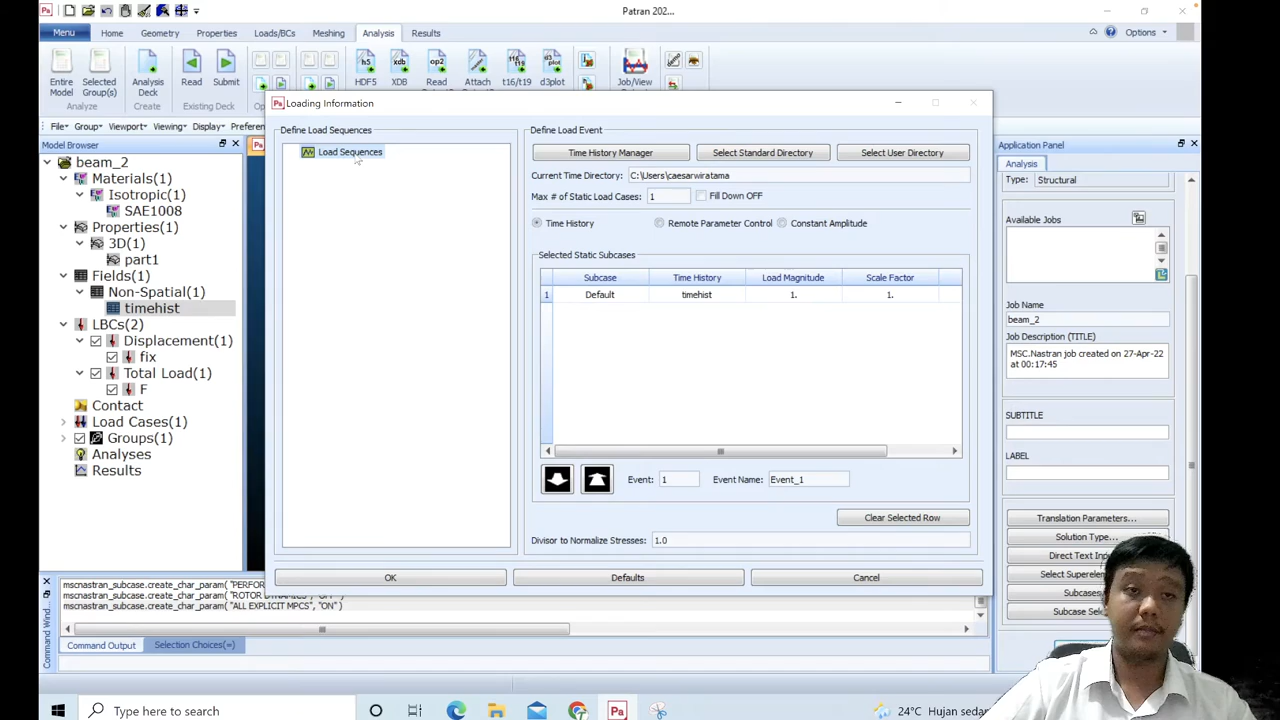 Patran 202...
Menu
Home
Geometry
Properties
Loads/BCs
Meshing
Analysis
Results
Options
Entire Model
Selected Group(s)
Analysis Deck
Read
Submit
HDF5
XDB
Read
Attach
t16/t19
d3plot
Job/View
Analyze
Create
Existing Deck
File
Group
Viewport
Viewing
Display
Model Browser
beam_2
Materials(1)
Isotropic(1)
SAE1008
Properties(1)
3D(1)
part1
Fields(1)
Non-Spatial(1)
timehist
LBCs(2)
Displacement(1)
fix
Total Load(1)
F
Contact
Load Cases(1)
Groups(1)
Analyses
Results
Loading Information
Define Load Sequences
Load Sequences
Define Load Event
Time History Manager
Select Standard Directory
Select User Directory
Current Time Directory: C:\Users\caesarwiratama
Max # of Static Load Cases: 1
Fill Down OFF
Time History
Remote Parameter Control
Constant Amplitude
Selected Static Subcases
Subcase Time History Load Magnitude Scale Factor
1 Default timehist 1. 1.
Event: 1 Event Name: Event_1
Clear Selected Row
Divisor to Normalize Stresses: 1.0
OK
Defaults
Cancel
Application Panel
Analysis
Type: Structural
Available Jobs
Job Name
beam_2
Job Description (TITLE)
MSC.Nastran job created on 27-Apr-22
at 00:17:45
SUBTITLE
LABEL
Translation Parameters...
Solution Type...
Direct Text
Select
Subcases
Subcase
mscnastran_subcase.create_char_param(
mscnastran_subcase.create_char_param( "ROTOR DYNAMICS", "OFF" )
mscnastran_subcase.create_char_param( "ALL EXPLICIT MPCS", "ON" )
Command Output
Selection Choices(=)
Type here to search
24°C